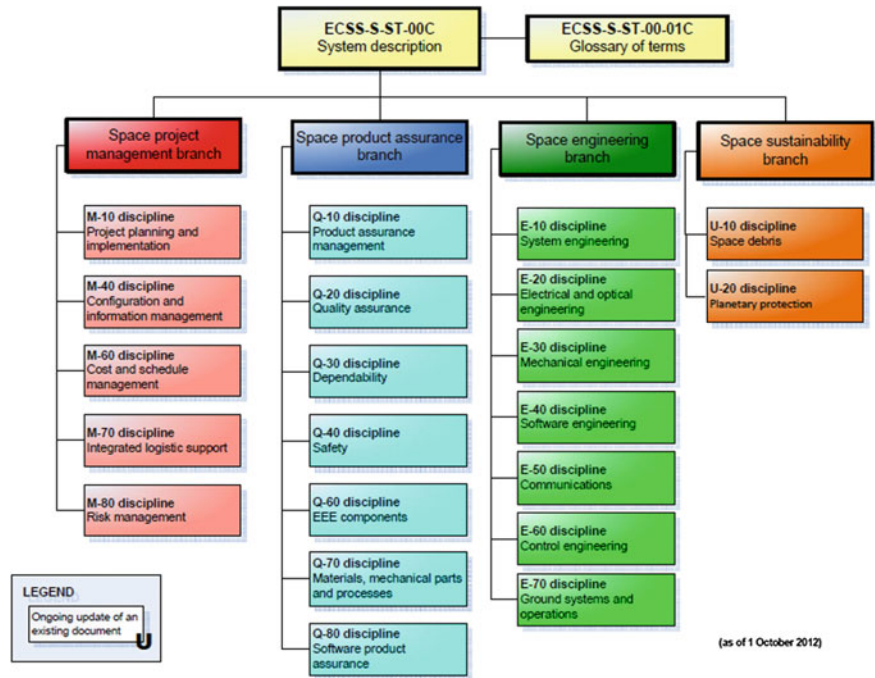 ECSS-S-ST-00C
System description
ECSS-S-ST-00-01C
Glossary of terms
Space project
management branch
M-10 discipline
Project planning and
implementation
M-40 discipline
Configuration and
information management
M-60 discipline
Cost and schedule
management
M-70 discipline
Integrated logistic support
M-80 discipline
Risk management
Space product assurance
branch
Q-10 discipline
Product assurance
management
Q-20 discipline
Quality assurance
Q-30 discipline
Dependability
Q-40 discipline
Safety
Q-60 discipline
EEE components
Q-70 discipline
Materials, mechanical parts
and processes
Q-80 discipline
Software product
assurance
Space engineering
branch
E-10 discipline
System engineering
E-20 discipline
Electrical and optical
engineering
E-30 discipline
Mechanical engineering
E-40 discipline
Software engineering
E-50 discipline
Communications
E-60 discipline
Control engineering
E-70 discipline
Ground systems and
operations
Space sustainability
branch
U-10 discipline
Space debris
U-20 discipline
Planetary protection
LEGEND
Ongoing update of an
existing document
U
(as of 1 October 2012)